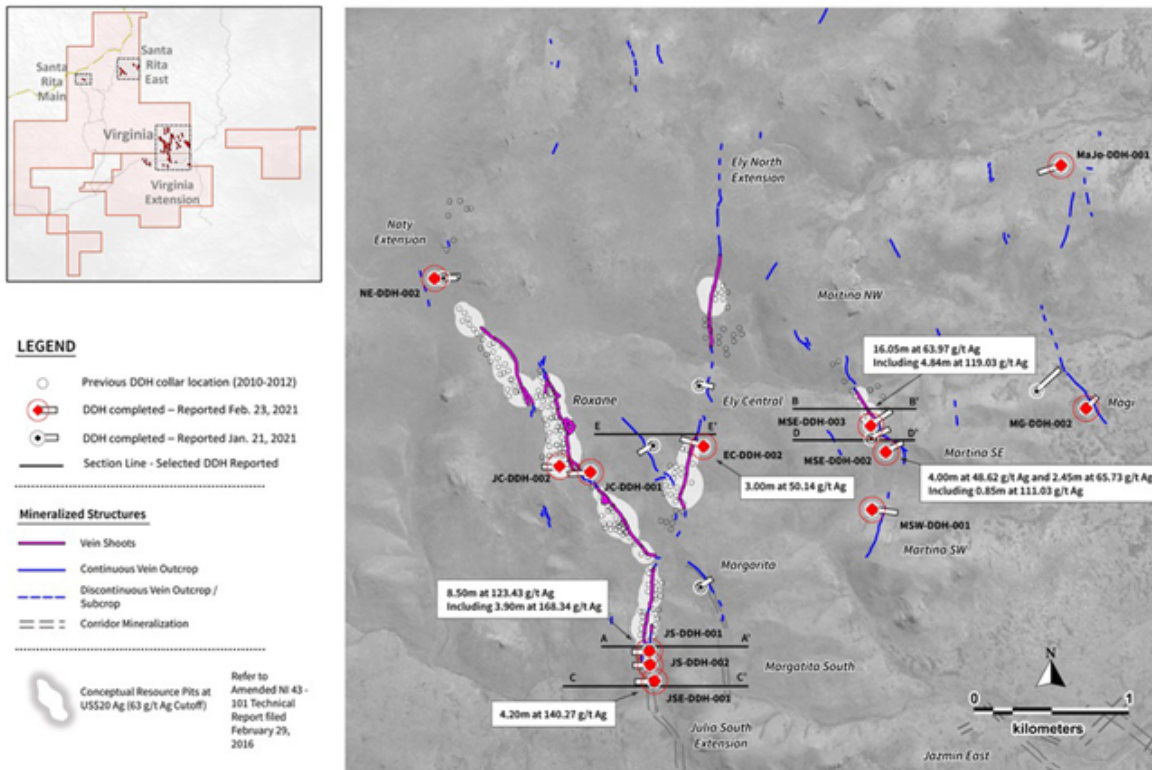 Santa
Rita
East
Santa
Rita
Main
Virginia
Virginia
Extension
LEGEND
Previous DDH collar location (2010-2012)
DDH completed – Reported Feb. 23, 2021
DDH completed – Reported Jan. 21, 2021
Section Line - Selected DDH Reported
Mineralized Structures
Vein Shoots
Continuous Vein Outcrop
Discontinuous Vein Outcrop /
Subcrop
Corridor Mineralization
Conceptual Resource Pits at
US$20 Ag (63 g/t Ag Cutoff)
Refer to
Amended NI 43 -
101 Technical
Report filed
February 29,
2016
Ely North
Extension
MaJo-DDH-001
Naty
Extension
NE-DDH-002
Martina NW
16.05m at 63.97 g/t Ag
Including 4.84m at 119.03 g/t Ag
Roxane
Ely Central
B
B'
MSE-DDH-003
Magi
MG-DDH-002
E
E'
D
D'
EC-DDH-002
MSE-DDH-002
Martina SE
JC-DDH-002
JC-DDH-001
3.00m at 50.14 g/t Ag
4.00m at 48.62 g/t Ag and 2.45m at 65.73 g/t Ag
Including 0.85m at 111.03 g/t Ag
MSW-DDH-001
Martina SW
Margarita
8.50m at 123.43 g/t Ag
Including 3.90m at 168.34 g/t Ag
JS-DDH-001
A
A'
JS-DDH-002
Margatita South
C
C'
JSE-DDH-001
4.20m at 140.27 g/t Ag
Julia South
Extension
Jazmin East
N
0
1
kilometers